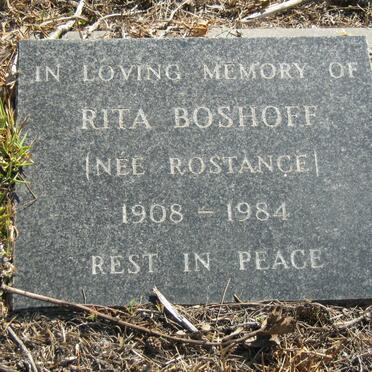 IN LOVING MEMORY OF
RITA BOSHOFF
(NÉE ROSTANCE)
1908 – 1984
REST IN PEACE